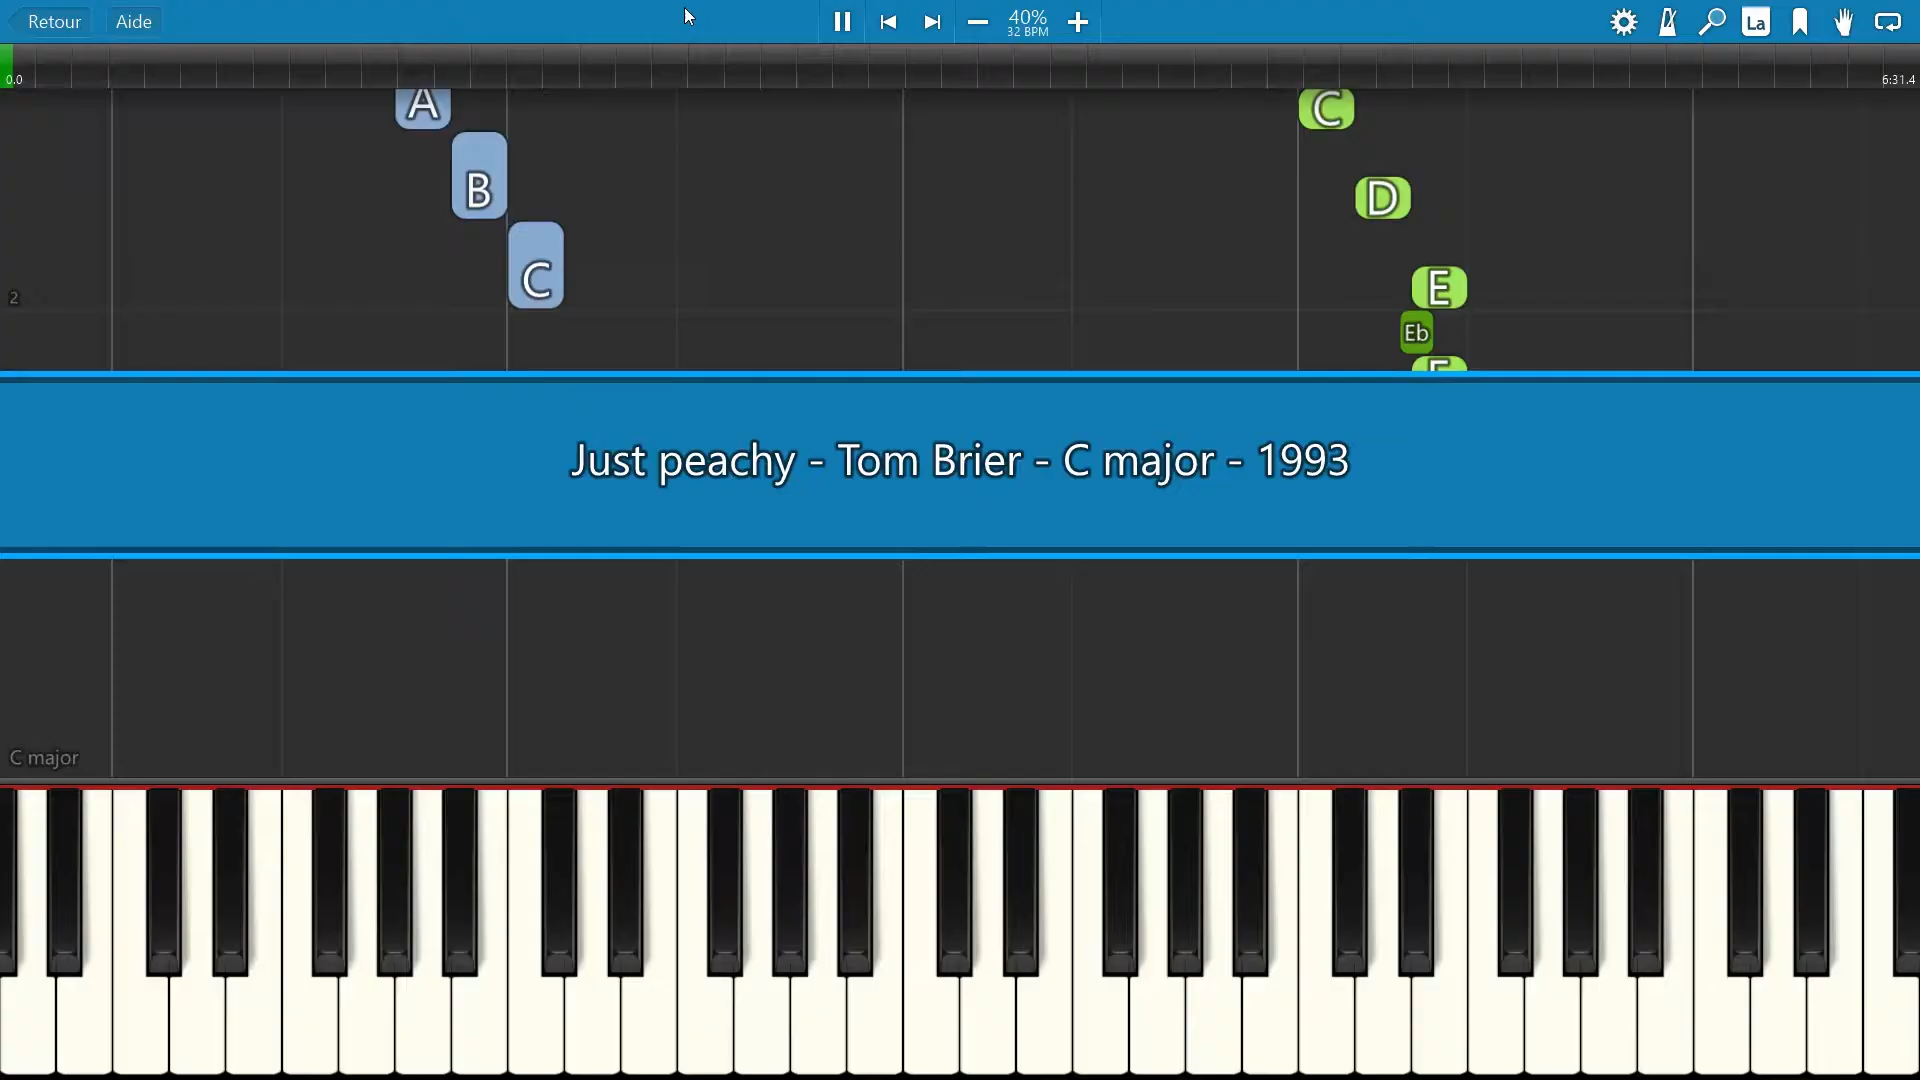 Retour
Aide
40%
32 BPM
La
0.0
6:31.4
A
C
B
D
C
E
2
Eb
Just peachy - Tom Brier - C major - 1993
C major